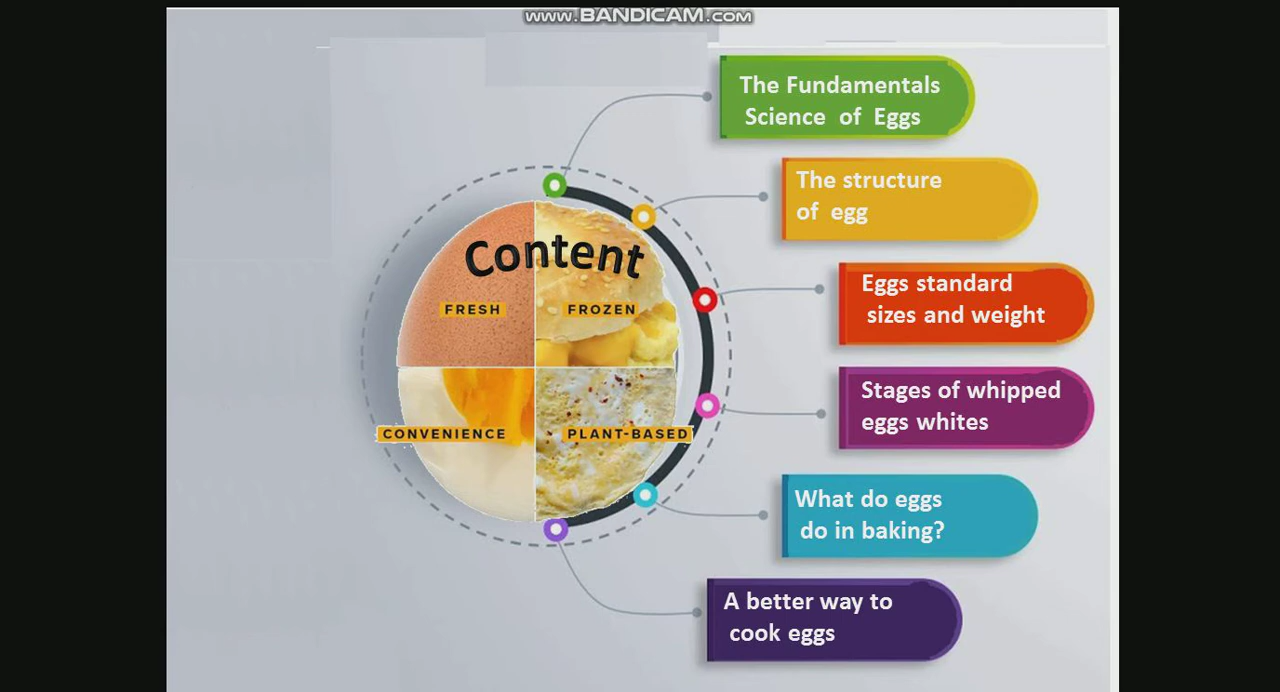 www.BANDICAM.com
The Fundamentals
Science of Eggs
The structure
of egg
Content
FRESH
FROZEN
Eggs standard
sizes and weight
Stages of whipped
eggs whites
CONVENIENCE
PLANT-BASED
What do eggs
do in baking?
A better way to
cook eggs